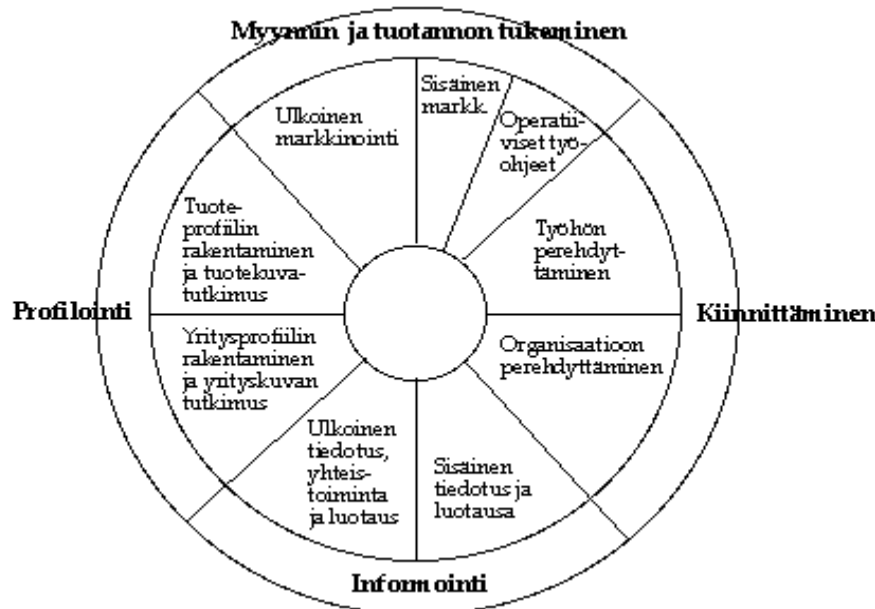 Myynnin ja tuotannon tukeminen
Ulkoinen
markkinointi
Sisäinen
markk.
Operatii-
viset työ-
ohjeet
Työhön
perehdyt-
täminen
Tuote-
profiilin
rakentaminen
ja tuotekuva-
tutkimus
Profilointi
Kiinnittäminen
Yritysprofiilin
rakentaminen
ja yrityskuvan
tutkimus
Organisaatioon
perehdyttäminen
Ulkoinen
tiedotus,
yhteis-
toiminta
ja luotaus
Sisäinen
tiedotus ja
luotausa
Informointi